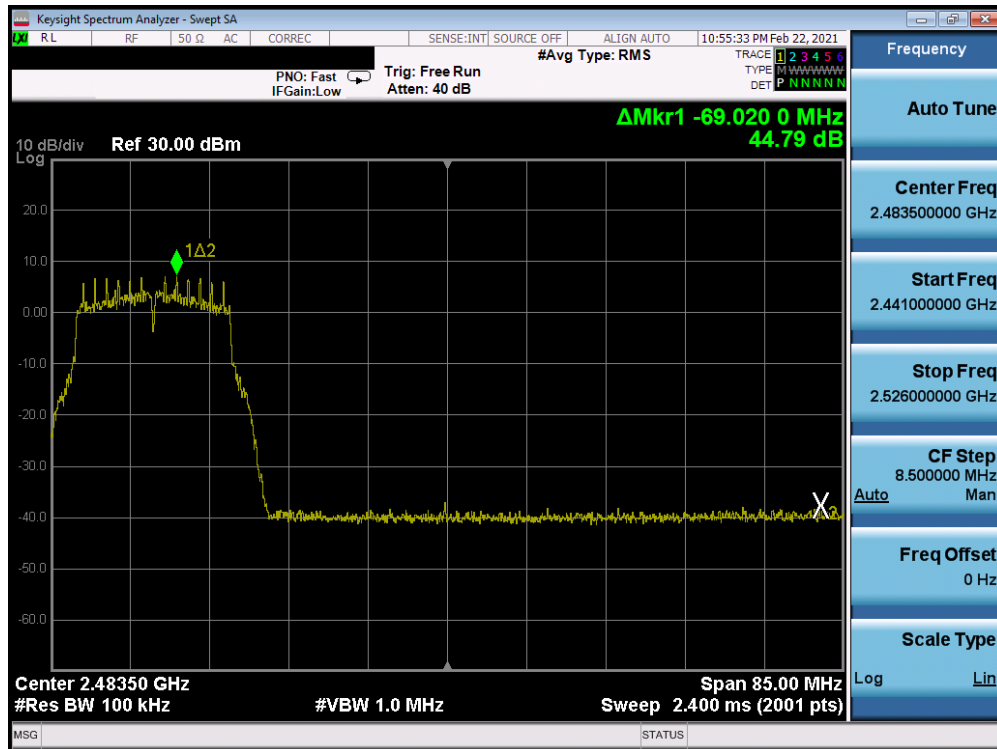 Keysight Spectrum Analyzer - Swept SA
LXI RL RF 50 Ω AC CORREC SENSE:INT SOURCE OFF ALIGN AUTO 10:55:33 PM Feb 22, 2021
PNO: Fast
IFGain:Low
Trig: Free Run
Atten: 40 dB
#Avg Type: RMS
TRACE 1 2 3 4 5 6
TYPE M W W W W W
DET P N N N N N
ΔMkr1 -69.020 0 MHz
44.79 dB
10 dB/div
Log
Ref 30.00 dBm
20.0
10.0
0.00
-10.0
-20.0
-30.0
-40.0
-50.0
-60.0
1Δ2
X2
Center 2.48350 GHz
#Res BW 100 kHz
#VBW 1.0 MHz
Span 85.00 MHz
Sweep 2.400 ms (2001 pts)
MSG
STATUS
Frequency
Auto Tune
Center Freq
2.483500000 GHz
Start Freq
2.441000000 GHz
Stop Freq
2.526000000 GHz
CF Step
8.500000 MHz
Auto Man
Freq Offset
0 Hz
Scale Type
Log Lin